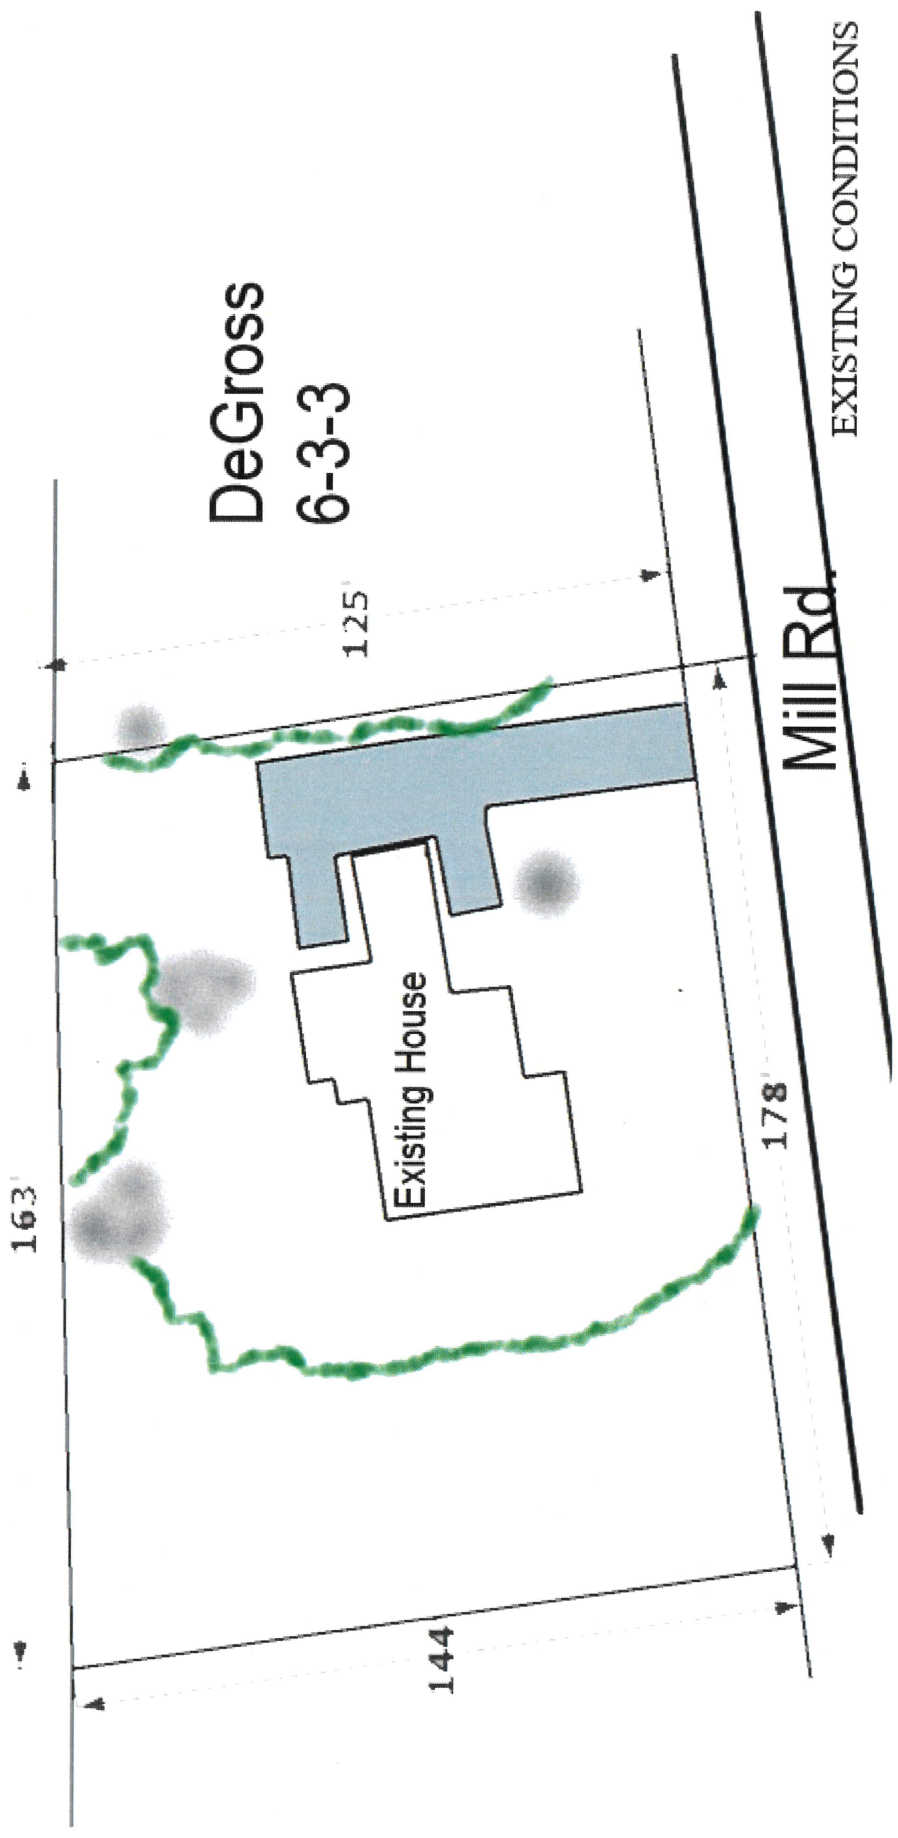 163'
DeGross
6-3-3
125'
Existing House
144
178'
Mill Rd.
EXISTING CONDITIONS